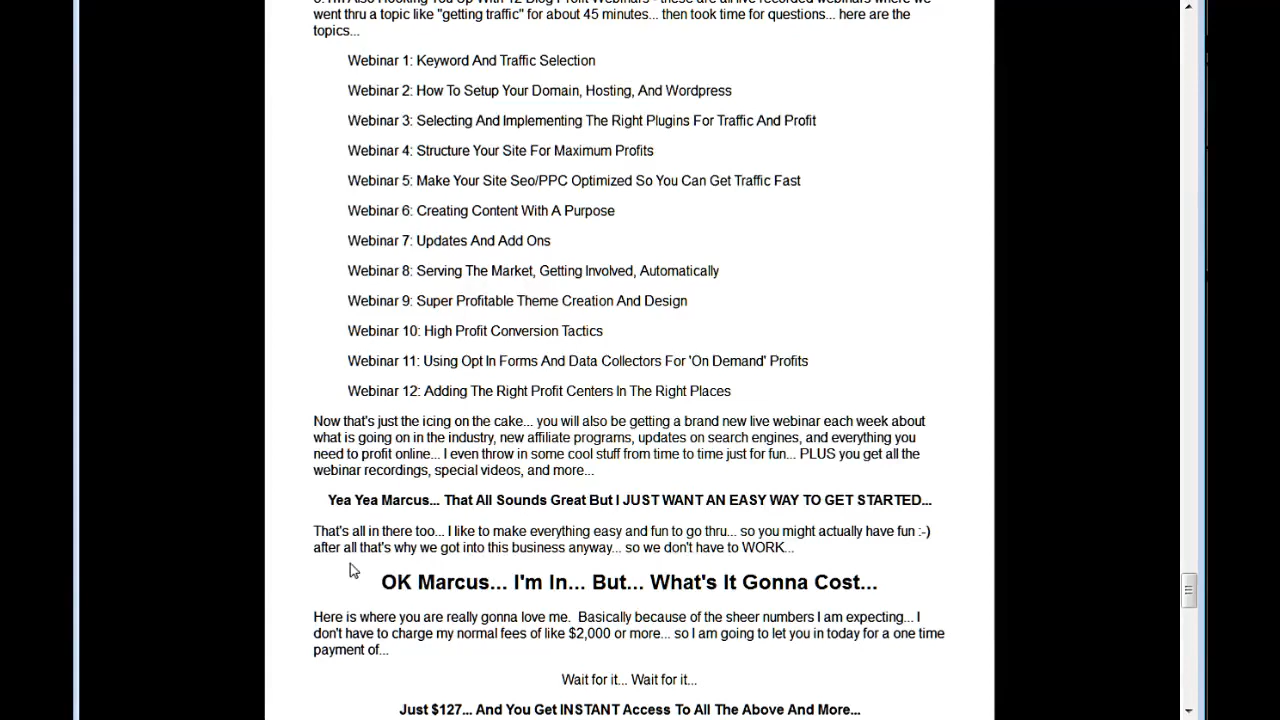 went thru a topic like "getting traffic" for about 45 minutes... then took time for questions... here are the
topics...
Webinar 1: Keyword And Traffic Selection
Webinar 2: How To Setup Your Domain, Hosting, And Wordpress
Webinar 3: Selecting And Implementing The Right Plugins For Traffic And Profit
Webinar 4: Structure Your Site For Maximum Profits
Webinar 5: Make Your Site Seo/PPC Optimized So You Can Get Traffic Fast
Webinar 6: Creating Content With A Purpose
Webinar 7: Updates And Add Ons
Webinar 8: Serving The Market, Getting Involved, Automatically
Webinar 9: Super Profitable Theme Creation And Design
Webinar 10: High Profit Conversion Tactics
Webinar 11: Using Opt In Forms And Data Collectors For 'On Demand' Profits
Webinar 12: Adding The Right Profit Centers In The Right Places
Now that's just the icing on the cake... you will also be getting a brand new live webinar each week about
what is going on in the industry, new affiliate programs, updates on search engines, and everything you
need to profit online... I even throw in some cool stuff from time to time just for fun... PLUS you get all the
webinar recordings, special videos, and more...
Yea Yea Marcus... That All Sounds Great But I JUST WANT AN EASY WAY TO GET STARTED...
That's all in there too... I like to make everything easy and fun to go thru... so you might actually have fun :-)
after all that's why we got into this business anyway... so we don't have to WORK...
OK Marcus... I'm In... But... What's It Gonna Cost...
Here is where you are really gonna love me. Basically because of the sheer numbers I am expecting... I
don't have to charge my normal fees of like $2,000 or more... so I am going to let you in today for a one time
payment of...
Wait for it... Wait for it...
Just $127... And You Get INSTANT Access To All The Above And More...